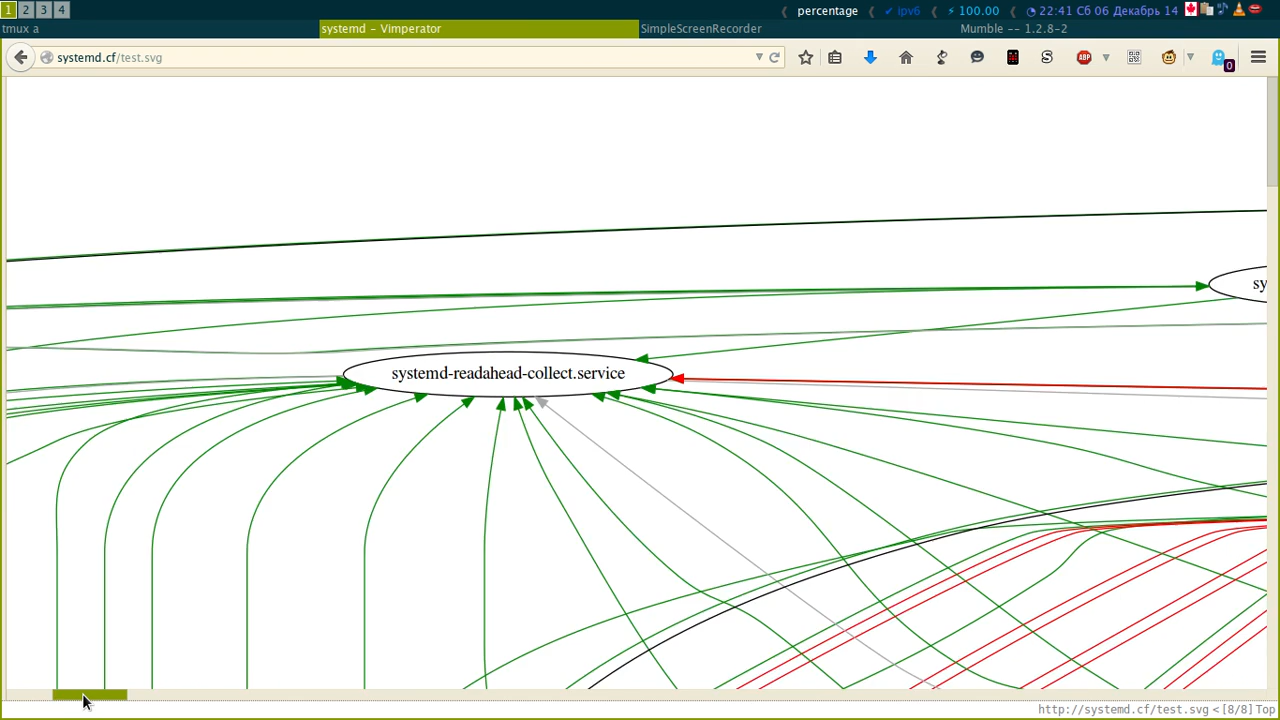 1 2 3 4 percentage ✔ ipv6 ⚡ 100.00 22:41 Сб 06 Декабрь 14
tmux a systemd - Vimperator SimpleScreenRecorder Mumble -- 1.2.8-2
systemd.cf/test.svg
ABP
S
0
sy
systemd-readahead-collect.service
http://systemd.cf/test.svg <[8/8] Top